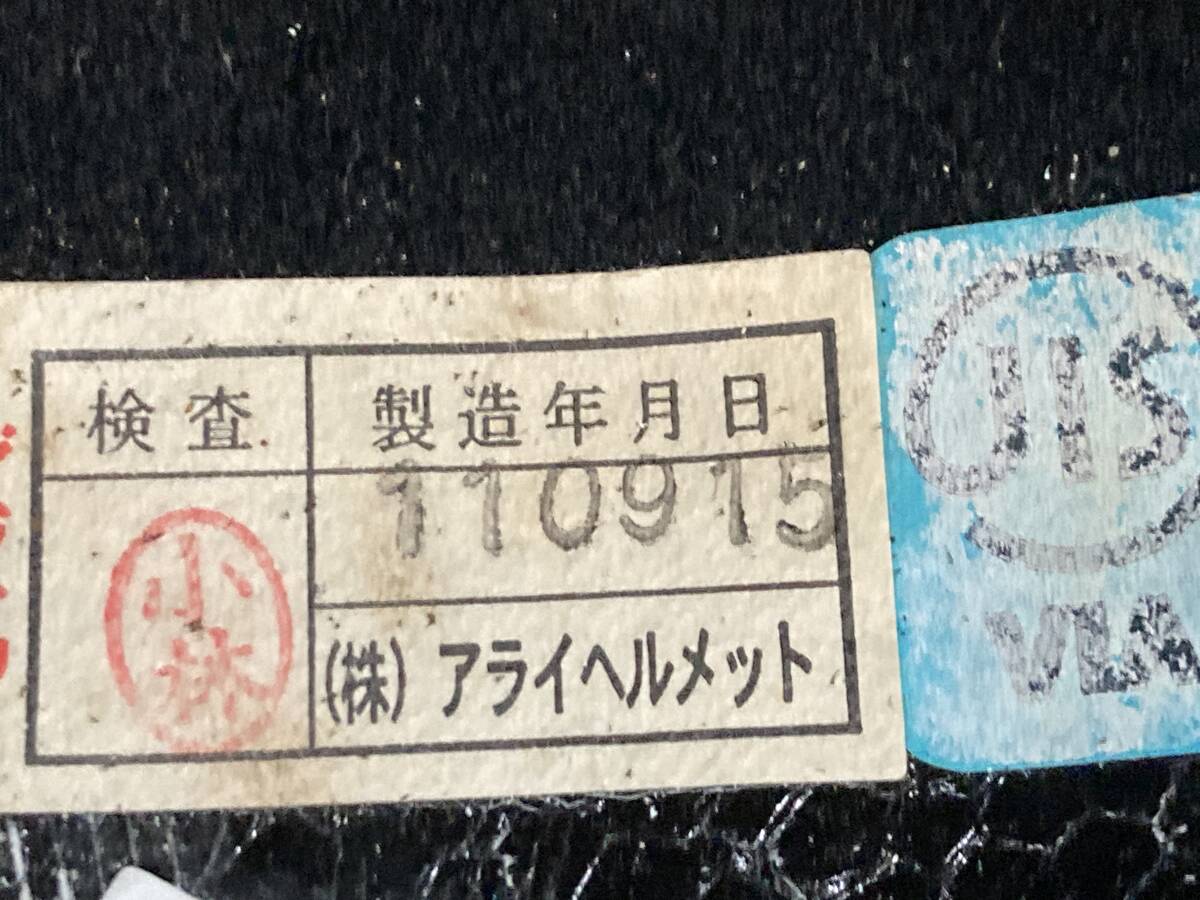 検査
製造年月日
110915
小林
(株)アライヘルメット
JIS